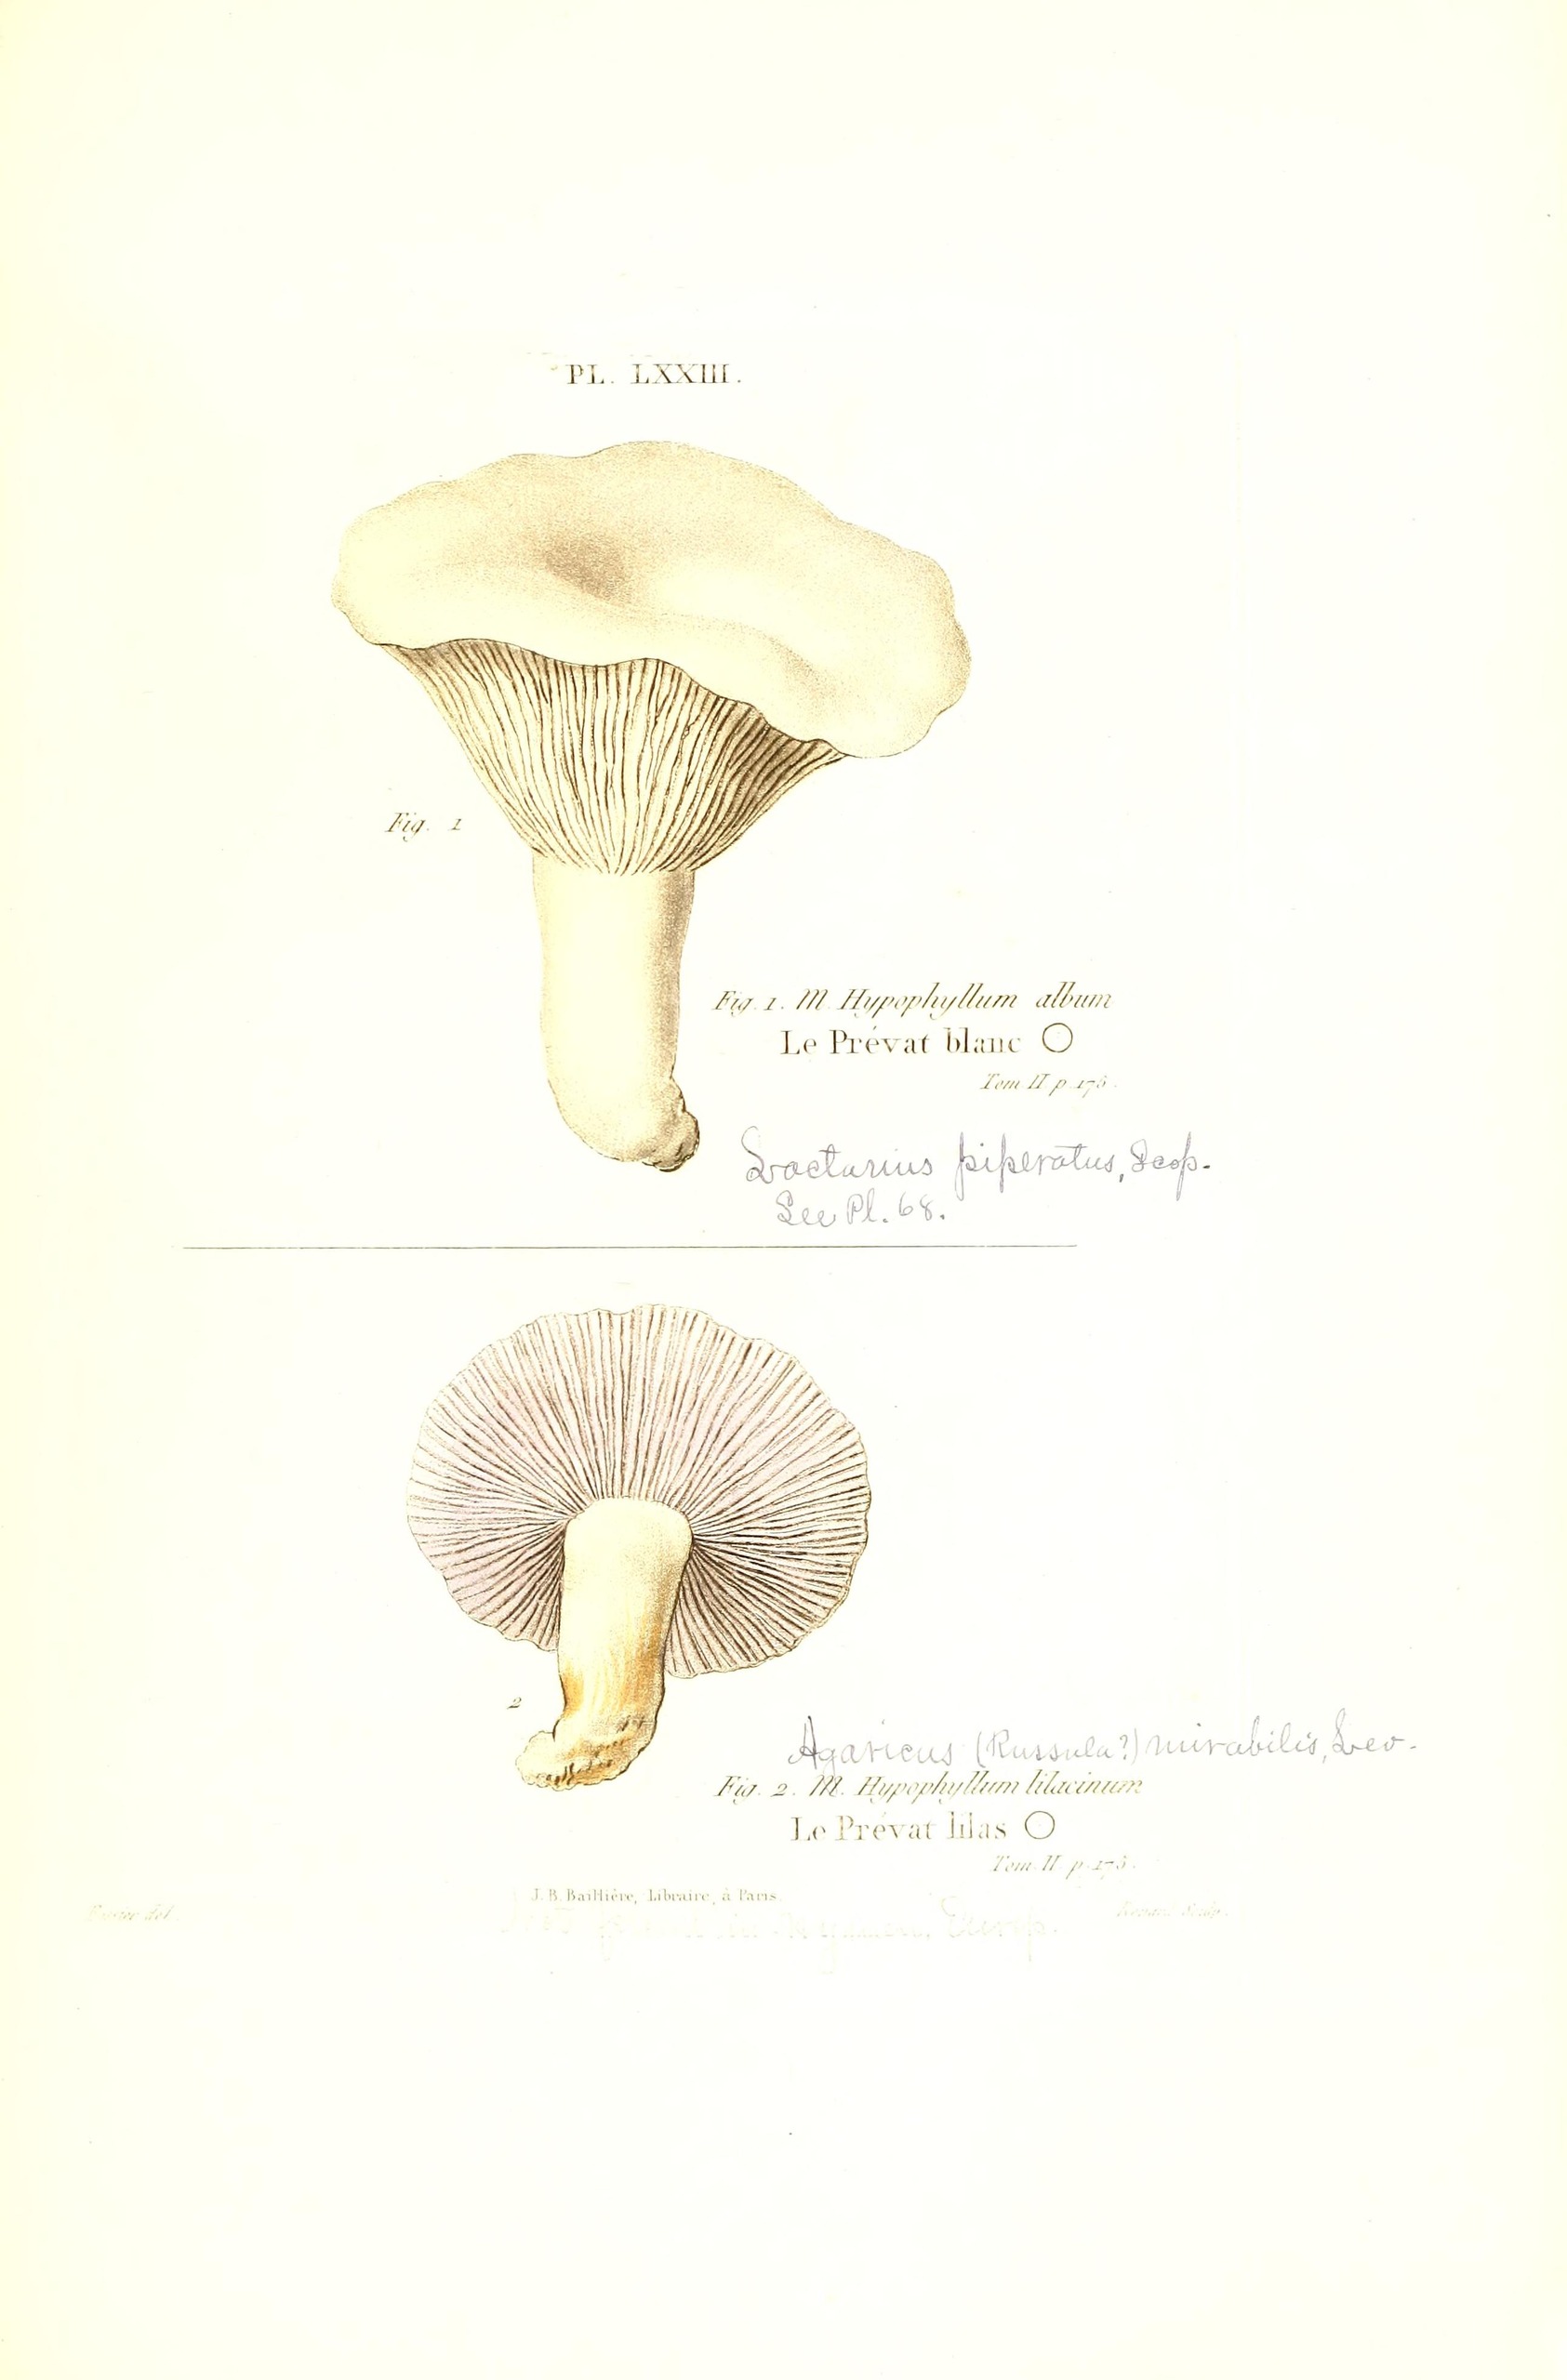 PL. LXXIII.
Fig. 1
Fig. 1. M. Hypophyllum album
Le Prévat blanc
Tom II p. 175.
Lactarius piperatus, Scop.
See Pl. 68.
2
Agaricus (Russula?) mirabilis, Lev.
Fig. 2. M. Hypophyllum lilacinum
Le Prévat lilas
Tom. II. p. 175.
J. B. Baillière, Libraire, à Paris.
del. Sculp.